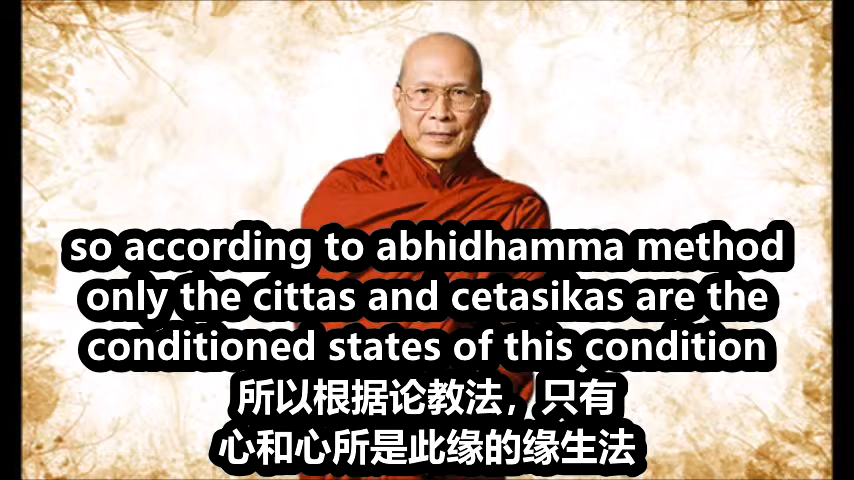 so according to abhidhamma method
only the cittas and cetasikas are the
conditioned states of this condition
所以根据论教法，只有
心和心所是此缘的缘生法